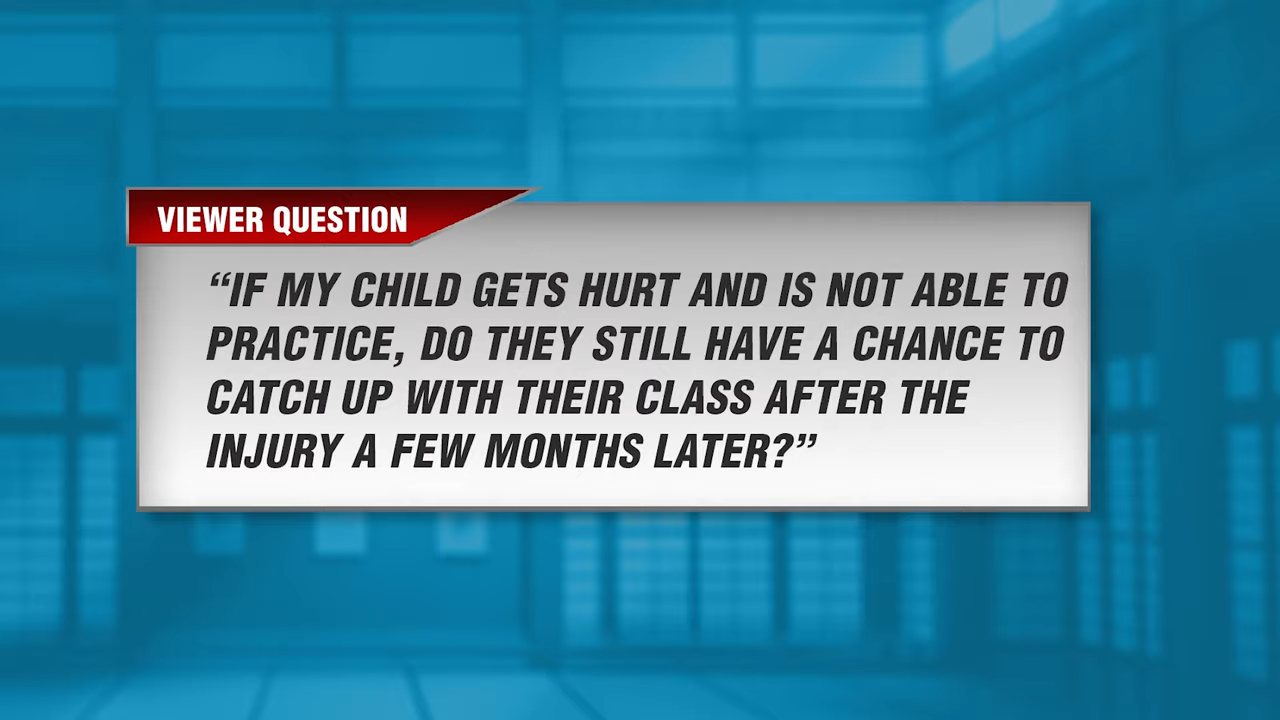 VIEWER QUESTION
“IF MY CHILD GETS HURT AND IS NOT ABLE TO
PRACTICE, DO THEY STILL HAVE A CHANCE TO
CATCH UP WITH THEIR CLASS AFTER THE
INJURY A FEW MONTHS LATER?”